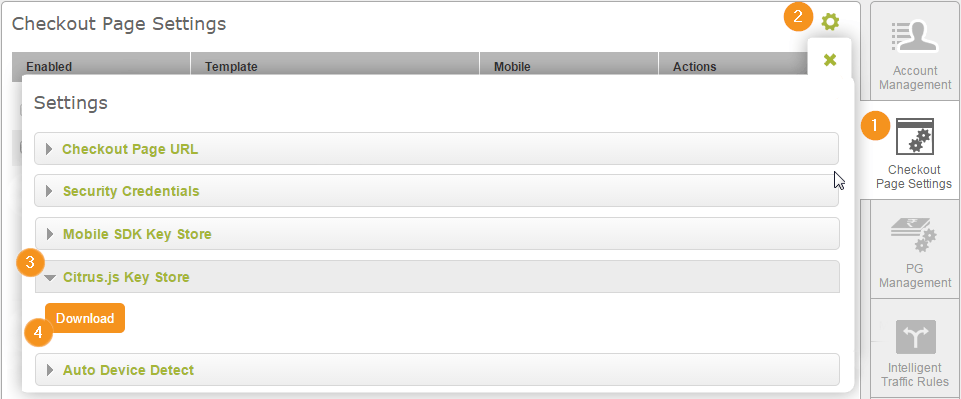 Checkout Page Settings
2
Enabled
Template
Mobile
Actions
Settings
Checkout Page URL
Security Credentials
Mobile SDK Key Store
3
Citrus.js Key Store
Download
4
Auto Device Detect
Account
Management
1
Checkout
Page Settings
PG
Management
Intelligent
Traffic Rules